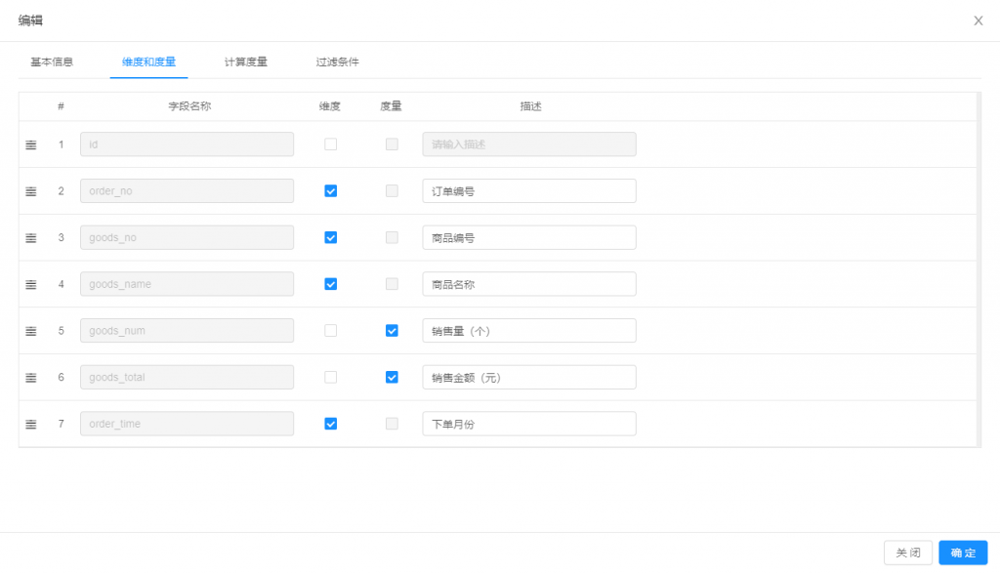 编辑
基本信息 维度和度量 计算度量 过滤条件
# 字段名称 维度 度量 描述
1 id 请输入描述
2 order_no 订单编号
3 goods_no 商品编号
4 goods_name 商品名称
5 goods_num 销售量（个）
6 goods_total 销售金额（元）
7 order_time 下单月份
关 闭 确 定